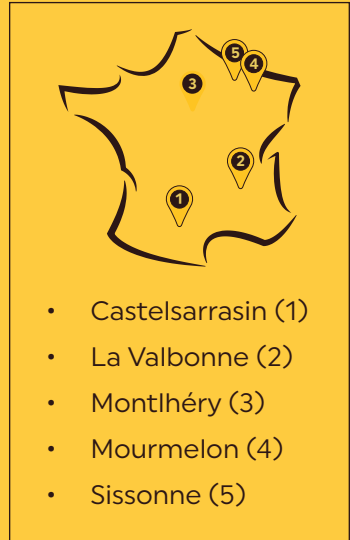 5
4
3
2
1
• Castelsarrasin (1)
• La Valbonne (2)
• Montlhéry (3)
• Mourmelon (4)
• Sissonne (5)